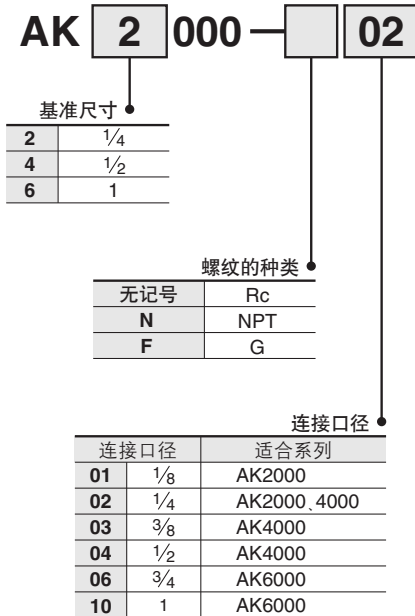 AK 2 000 — 02
基准尺寸
2 1/4
4 1/2
6 1
螺纹的种类
无记号 Rc
N NPT
F G
连接口径
连接口径 适合系列
01 1/8 AK2000
02 1/4 AK2000、4000
03 3/8 AK4000
04 1/2 AK4000
06 3/4 AK6000
10 1 AK6000